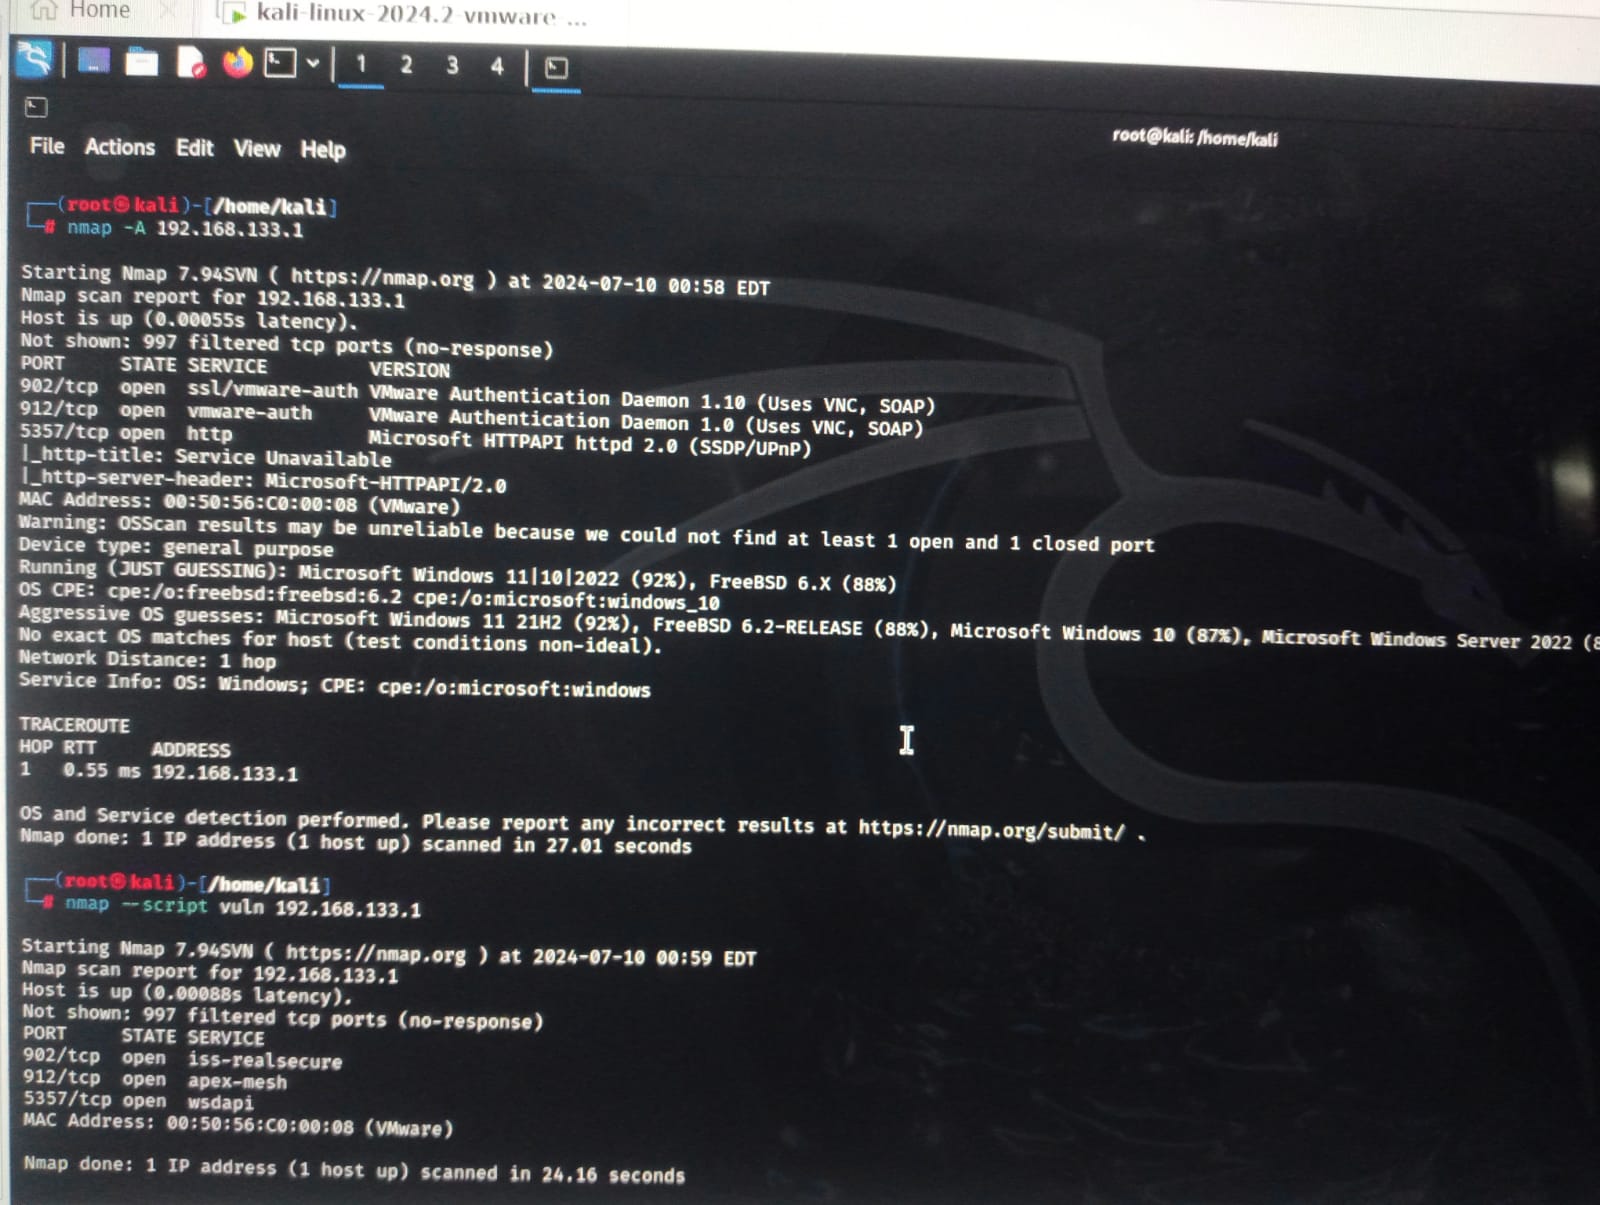 Home
kali-linux-2024.2-vmware-...
1 2 3 4
root@kali: /home/kali
File Actions Edit View Help
(root㉿kali)-[/home/kali]
# nmap -A 192.168.133.1
Starting Nmap 7.94SVN ( https://nmap.org ) at 2024-07-10 00:58 EDT
Nmap scan report for 192.168.133.1
Host is up (0.00055s latency).
Not shown: 997 filtered tcp ports (no-response)
PORT STATE SERVICE VERSION
902/tcp open ssl/vmware-auth VMware Authentication Daemon 1.10 (Uses VNC, SOAP)
912/tcp open vmware-auth VMware Authentication Daemon 1.0 (Uses VNC, SOAP)
5357/tcp open http Microsoft HTTPAPI httpd 2.0 (SSDP/UPnP)
|_http-title: Service Unavailable
|_http-server-header: Microsoft-HTTPAPI/2.0
MAC Address: 00:50:56:C0:00:08 (VMware)
Warning: OSScan results may be unreliable because we could not find at least 1 open and 1 closed port
Device type: general purpose
Running (JUST GUESSING): Microsoft Windows 11|10|2022 (92%), FreeBSD 6.X (88%)
OS CPE: cpe:/o:freebsd:freebsd:6.2 cpe:/o:microsoft:windows_10
Aggressive OS guesses: Microsoft Windows 11 21H2 (92%), FreeBSD 6.2-RELEASE (88%), Microsoft Windows 10 (87%), Microsoft Windows Server 2022 (8
No exact OS matches for host (test conditions non-ideal).
Network Distance: 1 hop
Service Info: OS: Windows; CPE: cpe:/o:microsoft:windows
TRACEROUTE
HOP RTT ADDRESS
1 0.55 ms 192.168.133.1
OS and Service detection performed. Please report any incorrect results at https://nmap.org/submit/ .
Nmap done: 1 IP address (1 host up) scanned in 27.01 seconds
(root㉿kali)-[/home/kali]
# nmap --script vuln 192.168.133.1
Starting Nmap 7.94SVN ( https://nmap.org ) at 2024-07-10 00:59 EDT
Nmap scan report for 192.168.133.1
Host is up (0.00088s latency).
Not shown: 997 filtered tcp ports (no-response)
PORT STATE SERVICE
902/tcp open iss-realsecure
912/tcp open apex-mesh
5357/tcp open wsdapi
MAC Address: 00:50:56:C0:00:08 (VMware)
Nmap done: 1 IP address (1 host up) scanned in 24.16 seconds